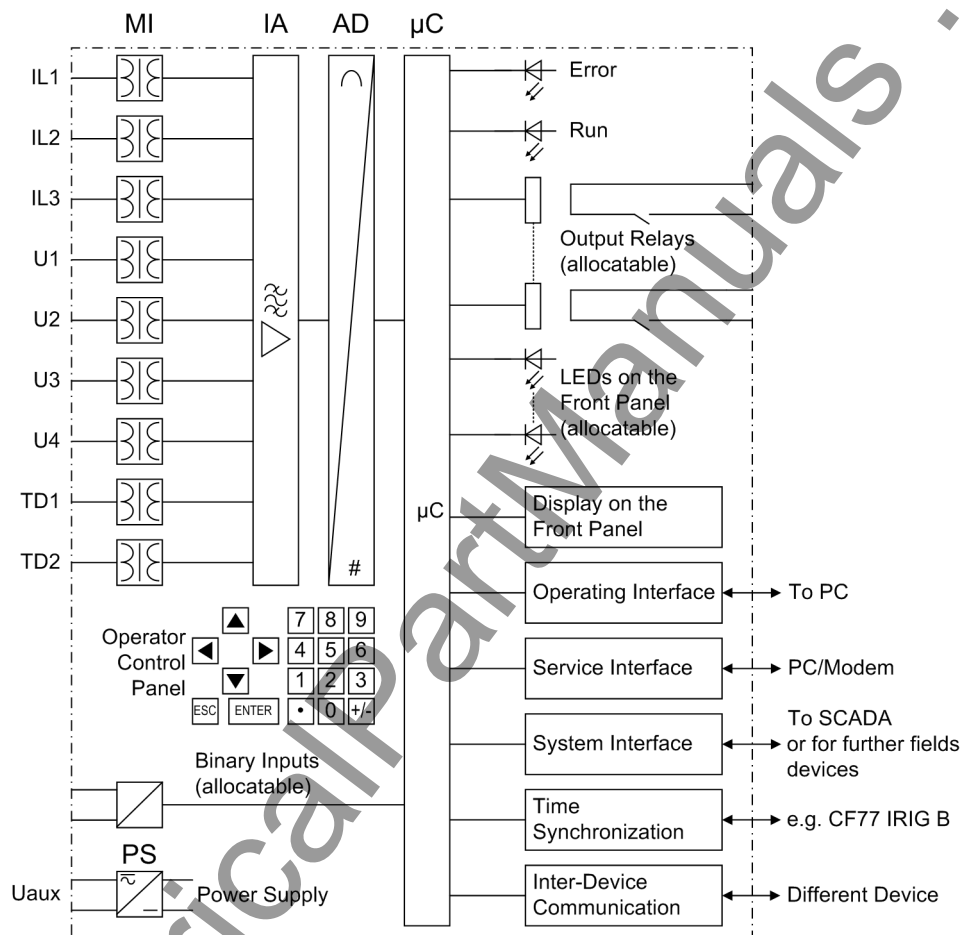 MI IA AD µC
IL1
IL2
IL3
U1
U2
U3
U4
TD1
TD2
#
µC
Error
Run
Output Relays
(allocatable)
LEDs on the
Front Panel
(allocatable)
Display on the
Front Panel
Operating Interface
To PC
Service Interface
PC/Modem
System Interface
To SCADA
or for further fields
devices
Time
Synchronization
e.g. CF77 IRIG B
Inter-Device
Communication
Different Device
Operator
Control
Panel
7 8 9
4 5 6
1 2 3
ESC ENTER • 0 +/-
Binary Inputs
(allocatable)
PS
Uaux
Power Supply
ricalPartManuals .